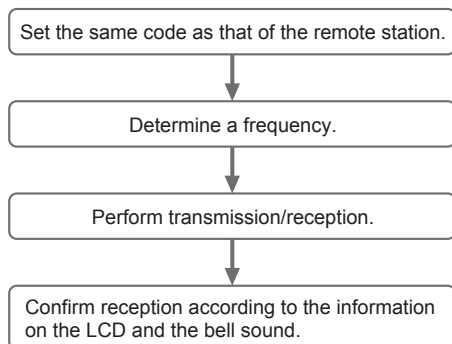 Set the same code as that of the remote station.
Determine a frequency.
Perform transmission/reception.
Confirm reception according to the information
on the LCD and the bell sound.